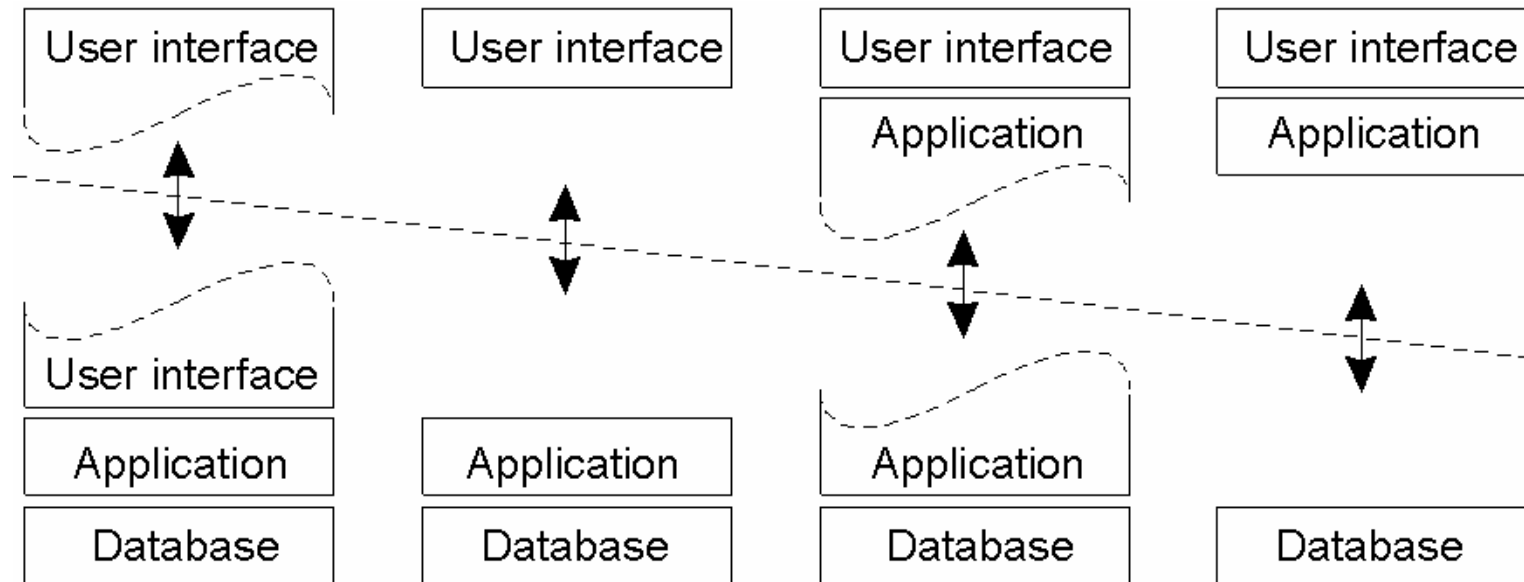 User interface
User interface
User interface
User interface
Application
Application
User interface
Application
Application
Application
Database
Database
Database
Database